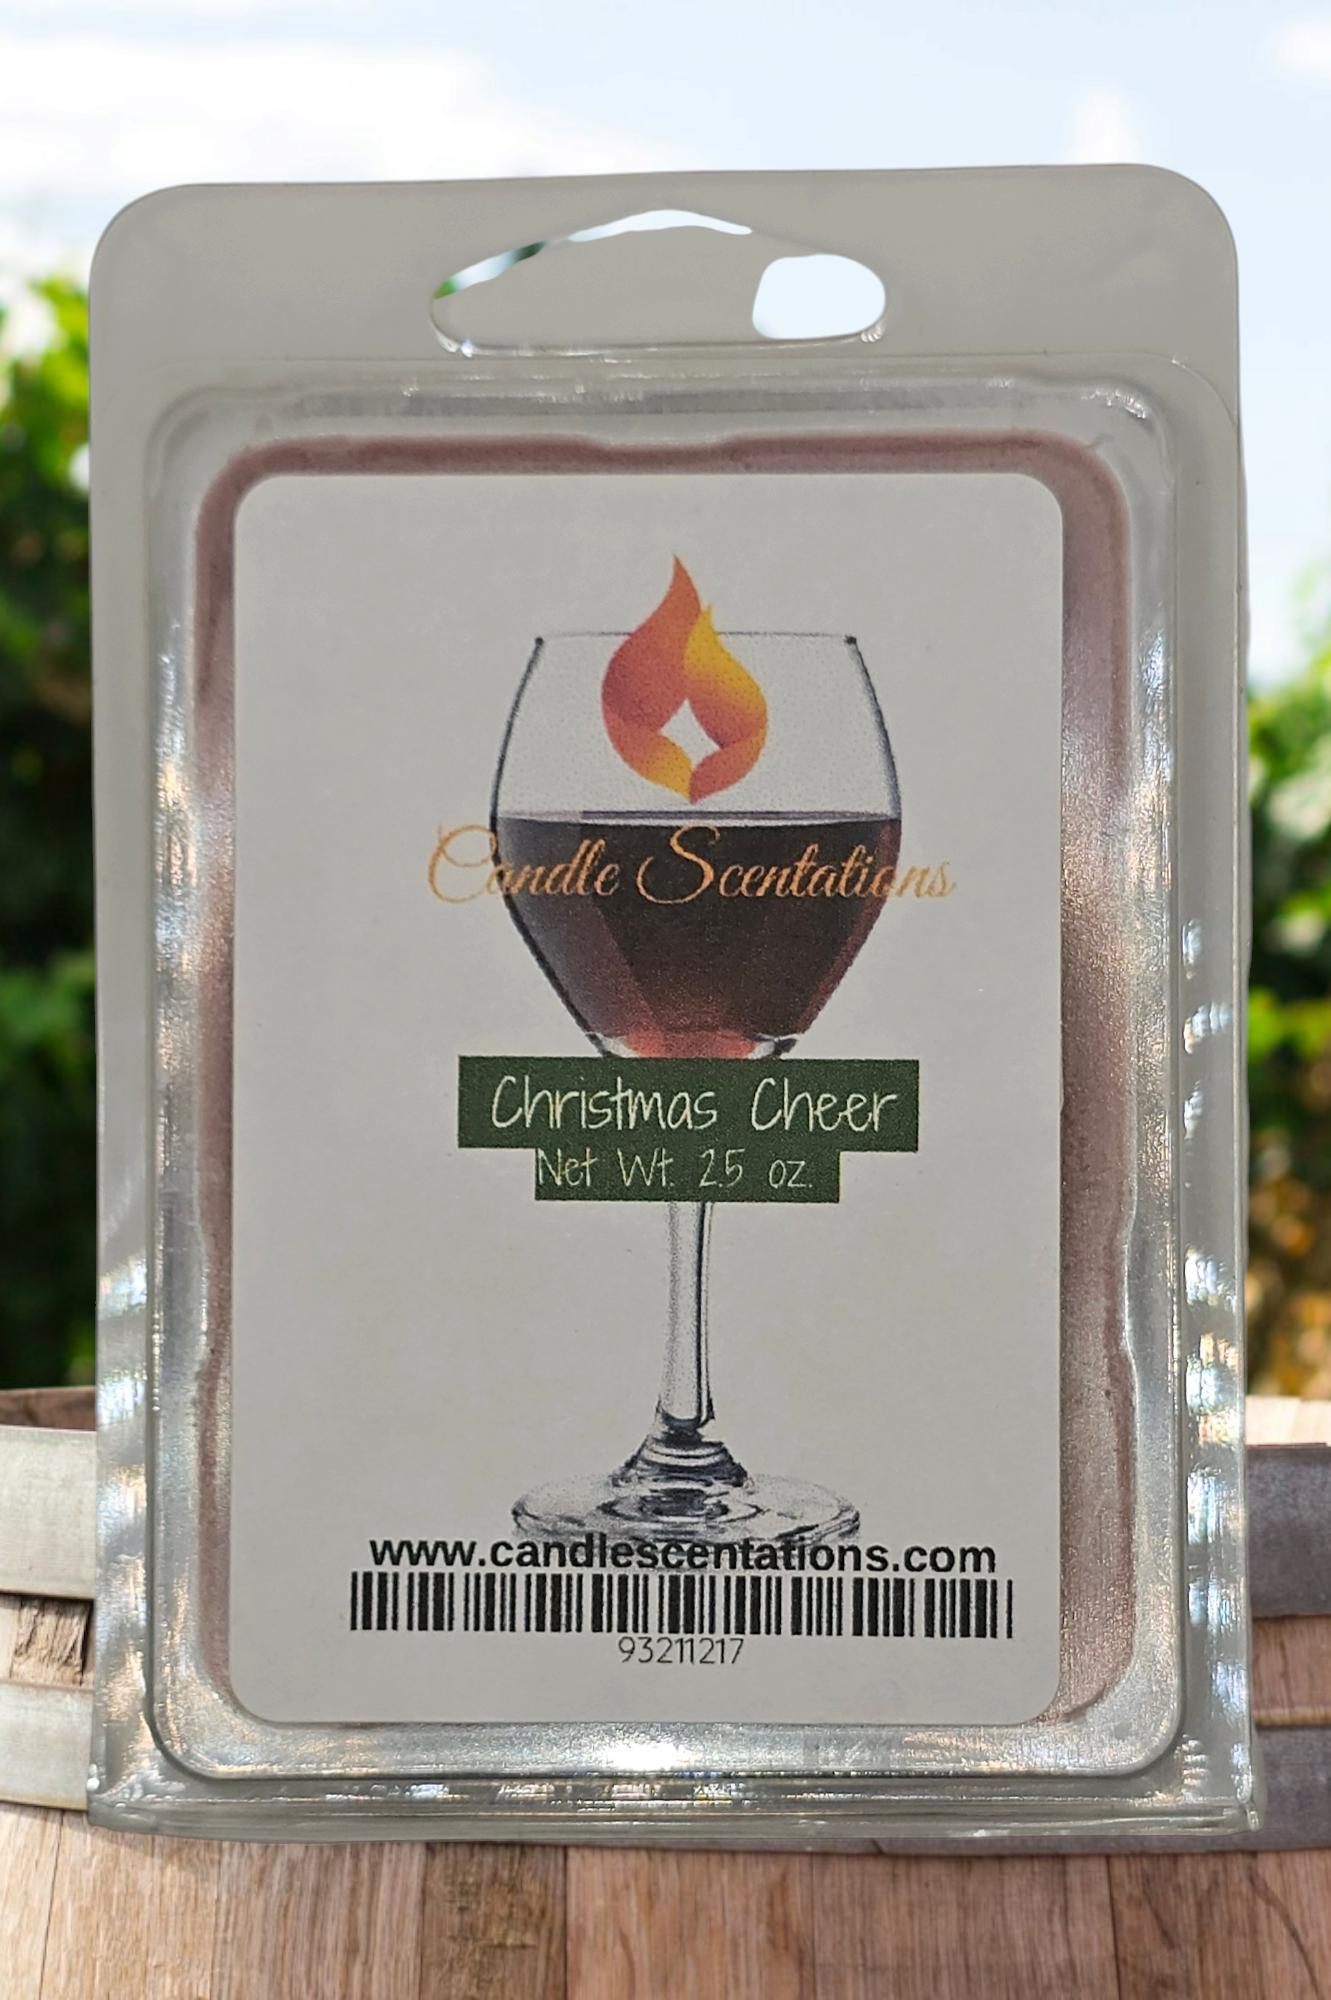 Candle Scentations
Christmas Cheer
Net Wt. 2.5 oz.
www.candlescentations.com
93211217